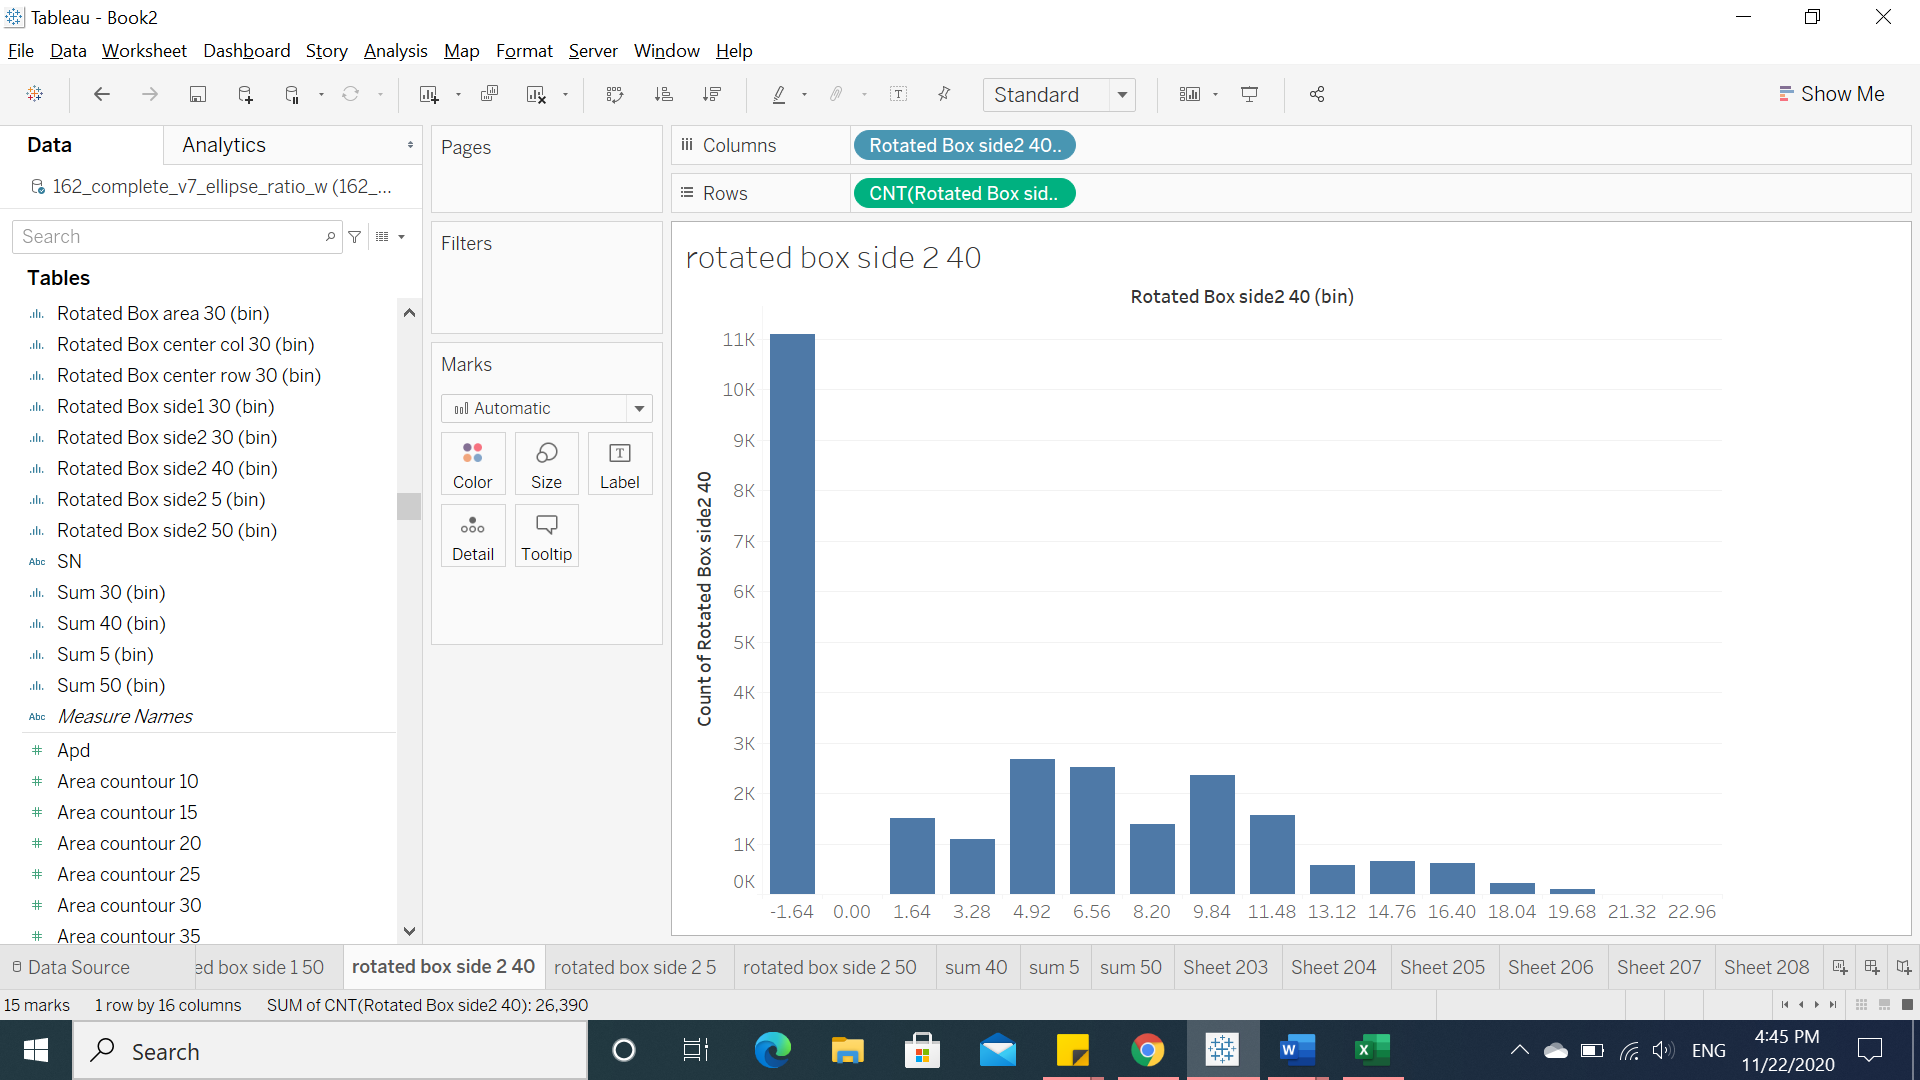 Tableau - Book2
File Data Worksheet Dashboard Story Analysis Map Format Server Window Help
Standard
Show Me
Data
Analytics
162_complete_v7_ellipse_ratio_w (162_...
Search
Tables
Rotated Box area 30 (bin)
Rotated Box center col 30 (bin)
Rotated Box center row 30 (bin)
Rotated Box side1 30 (bin)
Rotated Box side2 30 (bin)
Rotated Box side2 40 (bin)
Rotated Box side2 5 (bin)
Rotated Box side2 50 (bin)
Abc SN
Sum 30 (bin)
Sum 40 (bin)
Sum 5 (bin)
Sum 50 (bin)
Abc Measure Names
# Apd
# Area countour 10
# Area countour 15
# Area countour 20
# Area countour 25
# Area countour 30
# Area countour 35
Pages
Filters
Marks
Automatic
Color Size Label
Detail Tooltip
Columns Rotated Box side2 40..
Rows CNT(Rotated Box sid..
rotated box side 2 40
Rotated Box side2 40 (bin)
Count of Rotated Box side2 40
11K
10K
9K
8K
7K
6K
5K
4K
3K
2K
1K
0K
-1.64 0.00 1.64 3.28 4.92 6.56 8.20 9.84 11.48 13.12 14.76 16.40 18.04 19.68 21.32 22.96
Data Source ed box side 1 50 rotated box side 2 40 rotated box side 2 5 rotated box side 2 50 sum 40 sum 5 sum 50 Sheet 203 Sheet 204 Sheet 205 Sheet 206 Sheet 207 Sheet 208
15 marks 1 row by 16 columns SUM of CNT(Rotated Box side2 40): 26,390
Search
W
X
ENG
4:45 PM
11/22/2020